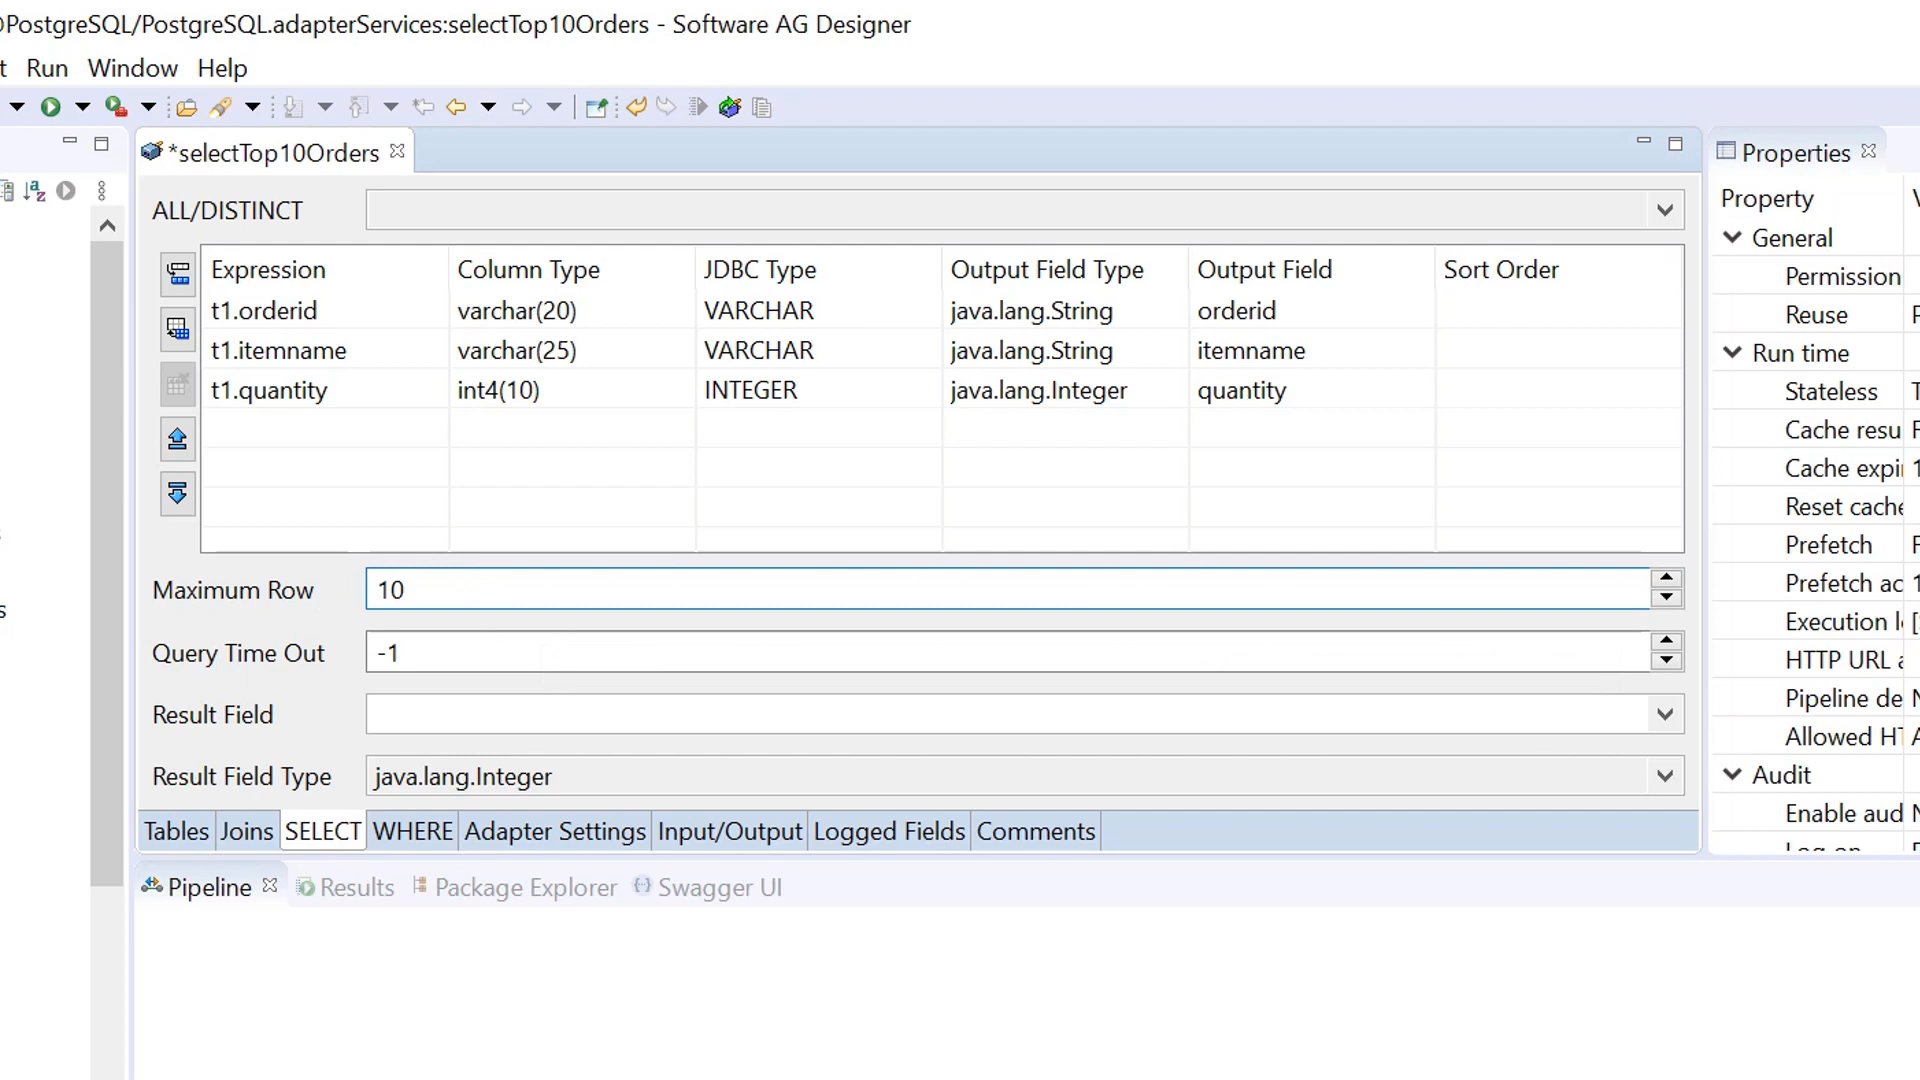 PostgreSQL/PostgreSQL.adapterServices:selectTop10Orders - Software AG Designer
t Run Window Help
*selectTop10Orders
Properties
ALL/DISTINCT
Property
General
Permission
Reuse
Run time
Stateless
Cache resu
Cache expi
Reset cache
Prefetch
Prefetch ac
Execution l
HTTP URL
Pipeline de
Allowed HT
Audit
Enable aud
Log on
Expression Column Type JDBC Type Output Field Type Output Field Sort Order
t1.orderid varchar(20) VARCHAR java.lang.String orderid
t1.itemname varchar(25) VARCHAR java.lang.String itemname
t1.quantity int4(10) INTEGER java.lang.Integer quantity
Maximum Row 10
Query Time Out -1
Result Field
Result Field Type java.lang.Integer
Tables Joins SELECT WHERE Adapter Settings Input/Output Logged Fields Comments
Pipeline Results Package Explorer Swagger UI